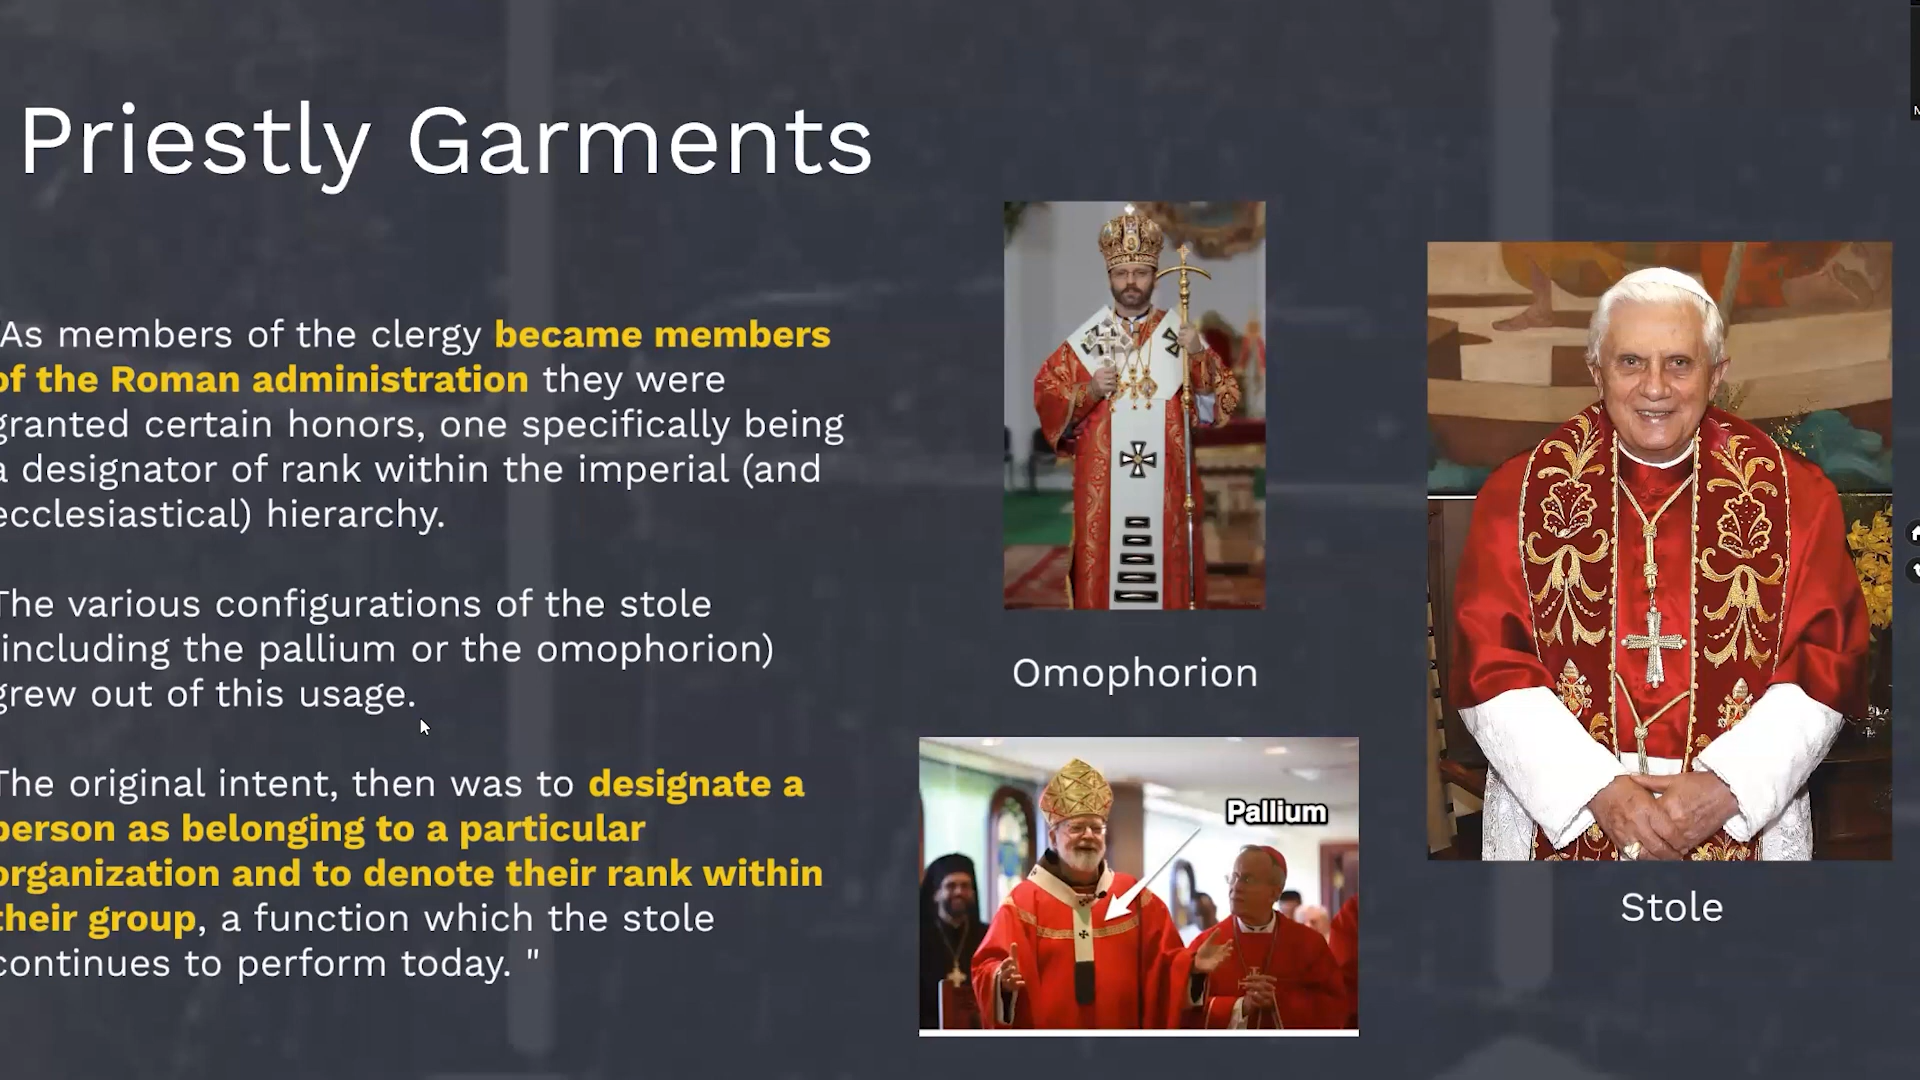 Priestly Garments
As members of the clergy became members
of the Roman administration they were
granted certain honors, one specifically being
a designator of rank within the imperial (and
ecclesiastical) hierarchy.
The various configurations of the stole
(including the pallium or the omophorion)
grew out of this usage.
The original intent, then was to designate a
person as belonging to a particular
organization and to denote their rank within
their group, a function which the stole
continues to perform today. "
Omophorion
Pallium
Stole